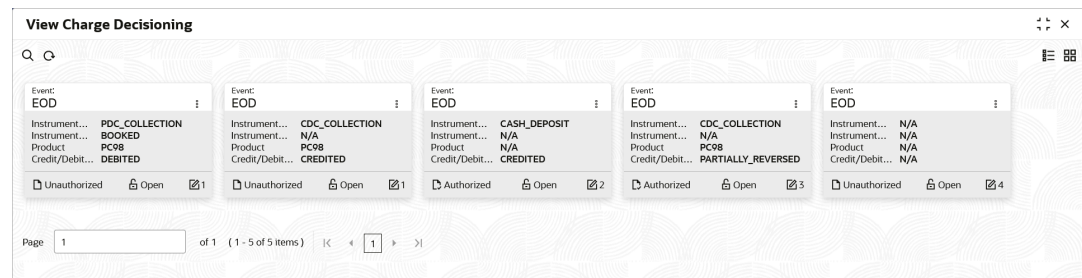 View Charge Decisioning
Event:
EOD
Instrument... PDC_COLLECTION
Instrument... BOOKED
Product PC98
Credit/Debit... DEBITED
Unauthorized Open 1
Event:
EOD
Instrument... CDC_COLLECTION
Instrument... N/A
Product PC98
Credit/Debit... CREDITED
Unauthorized Open 1
Event:
EOD
Instrument... CASH_DEPOSIT
Instrument... N/A
Product PC98
Credit/Debit... CREDITED
Authorized Open 2
Event:
EOD
Instrument... CDC_COLLECTION
Instrument... N/A
Product PC98
Credit/Debit... PARTIALLY_REVERSED
Authorized Open 3
Event:
EOD
Instrument... N/A
Instrument... N/A
Product N/A
Credit/Debit... N/A
Unauthorized Open 4
Page 1 of 1 ( 1 - 5 of 5 items ) 1